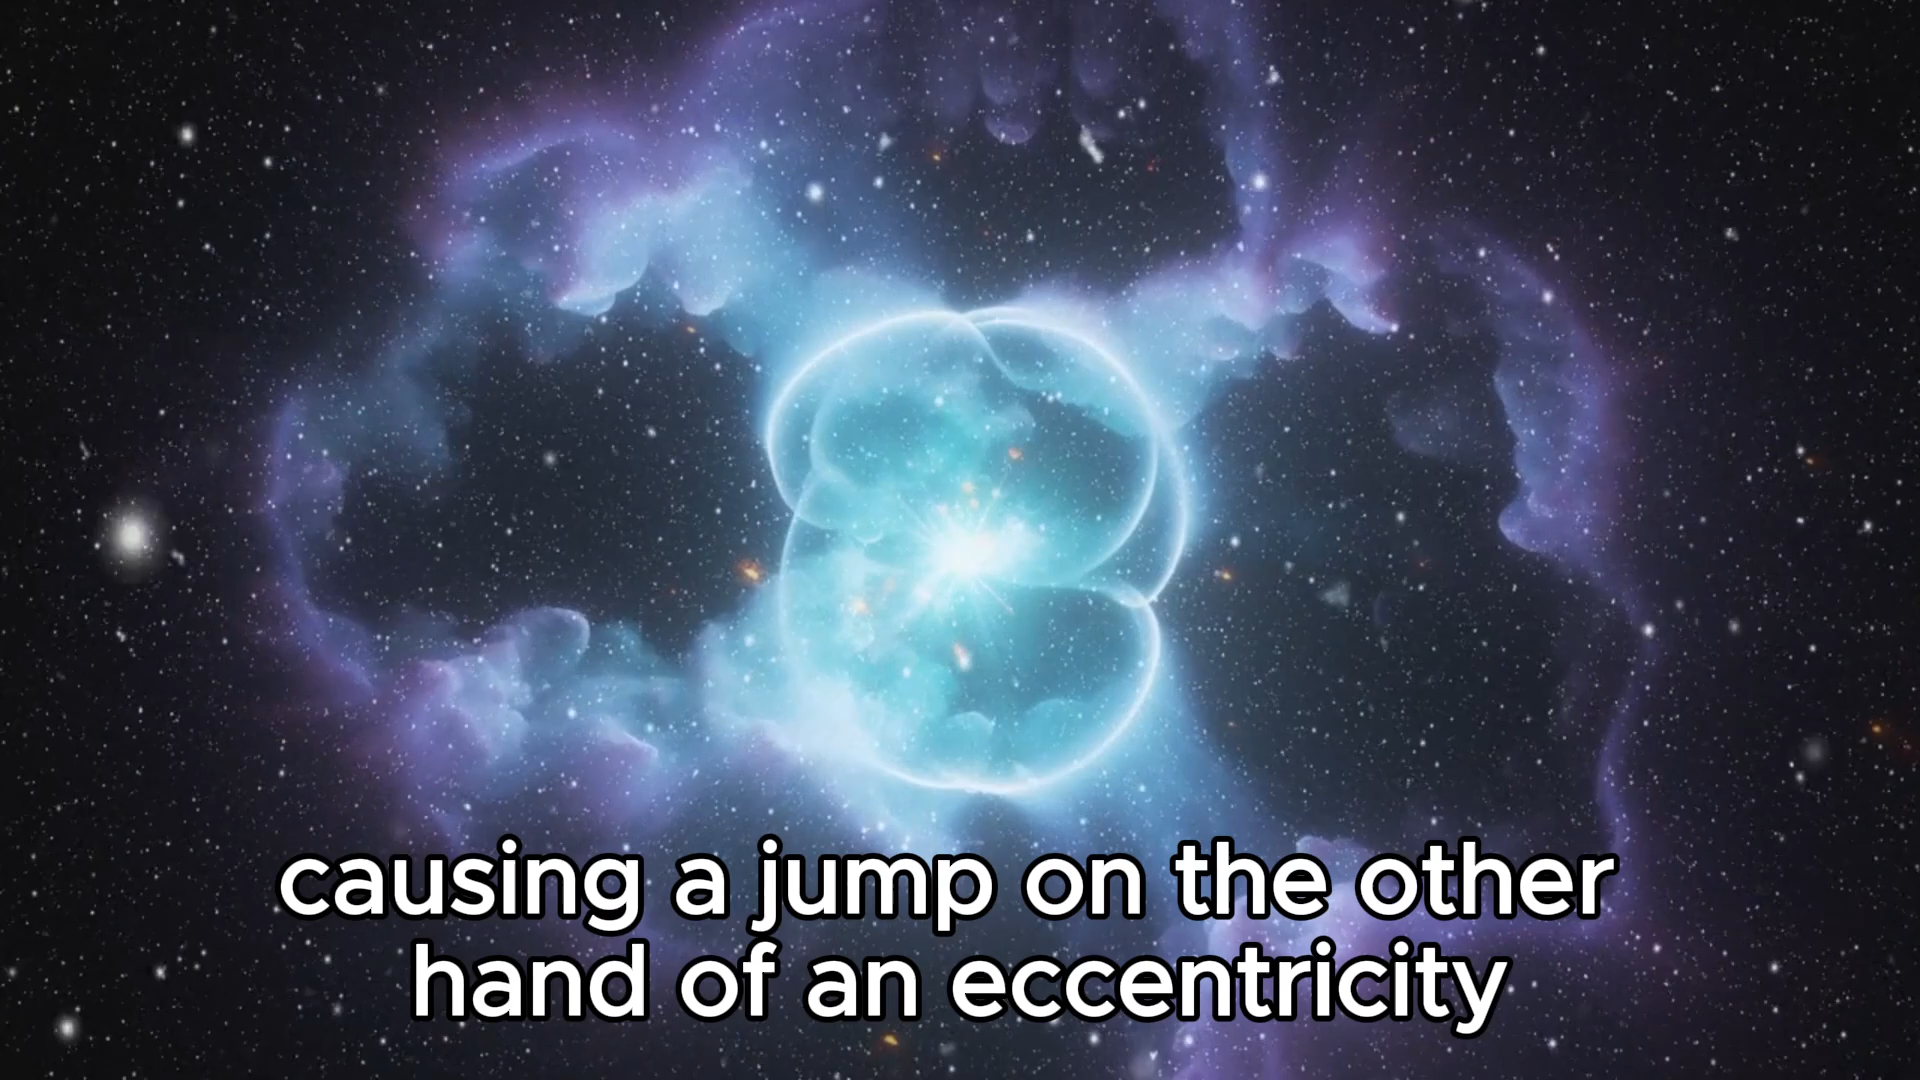 causing a jump on the other
hand of an eccentricity